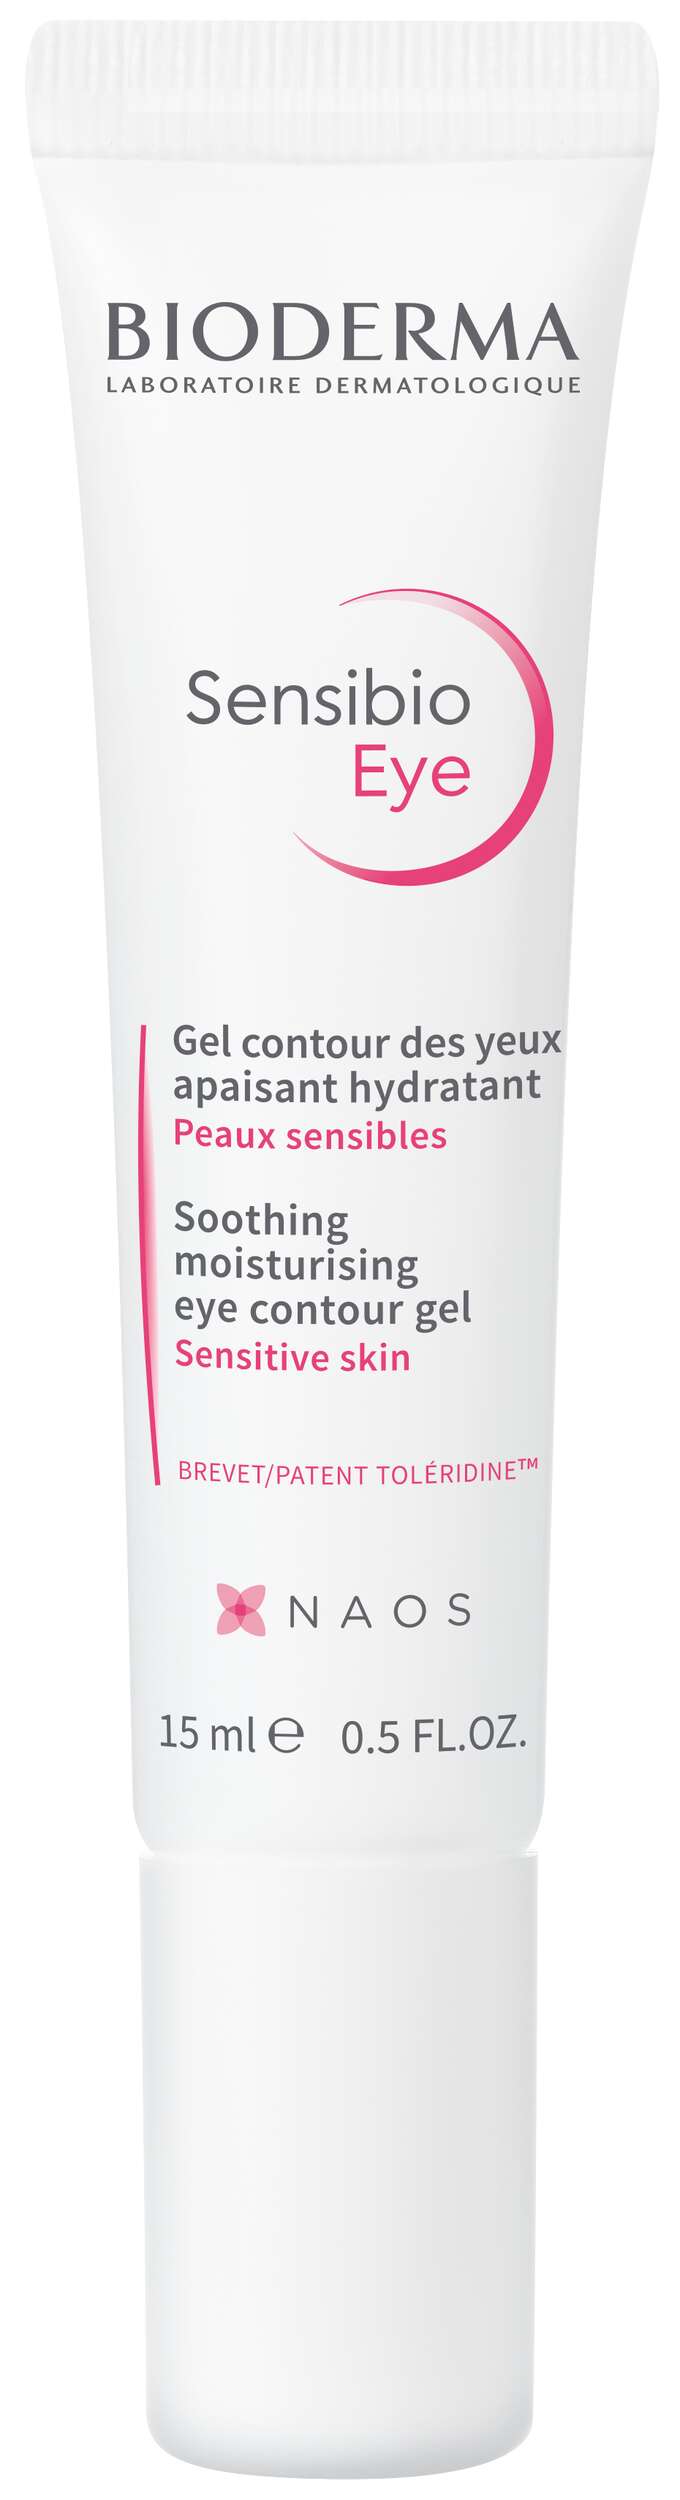 BIODERMA
LABORATOIRE DERMATOLOGIQUE
Sensibio
Eye
Gel contour des yeux
apaisant hydratant
Peaux sensibles
Soothing
moisturising
eye contour gel
Sensitive skin
BREVET/PATENT TOLÉRIDINE™
NAOS
15 ml ℮ 0.5 FL.OZ.